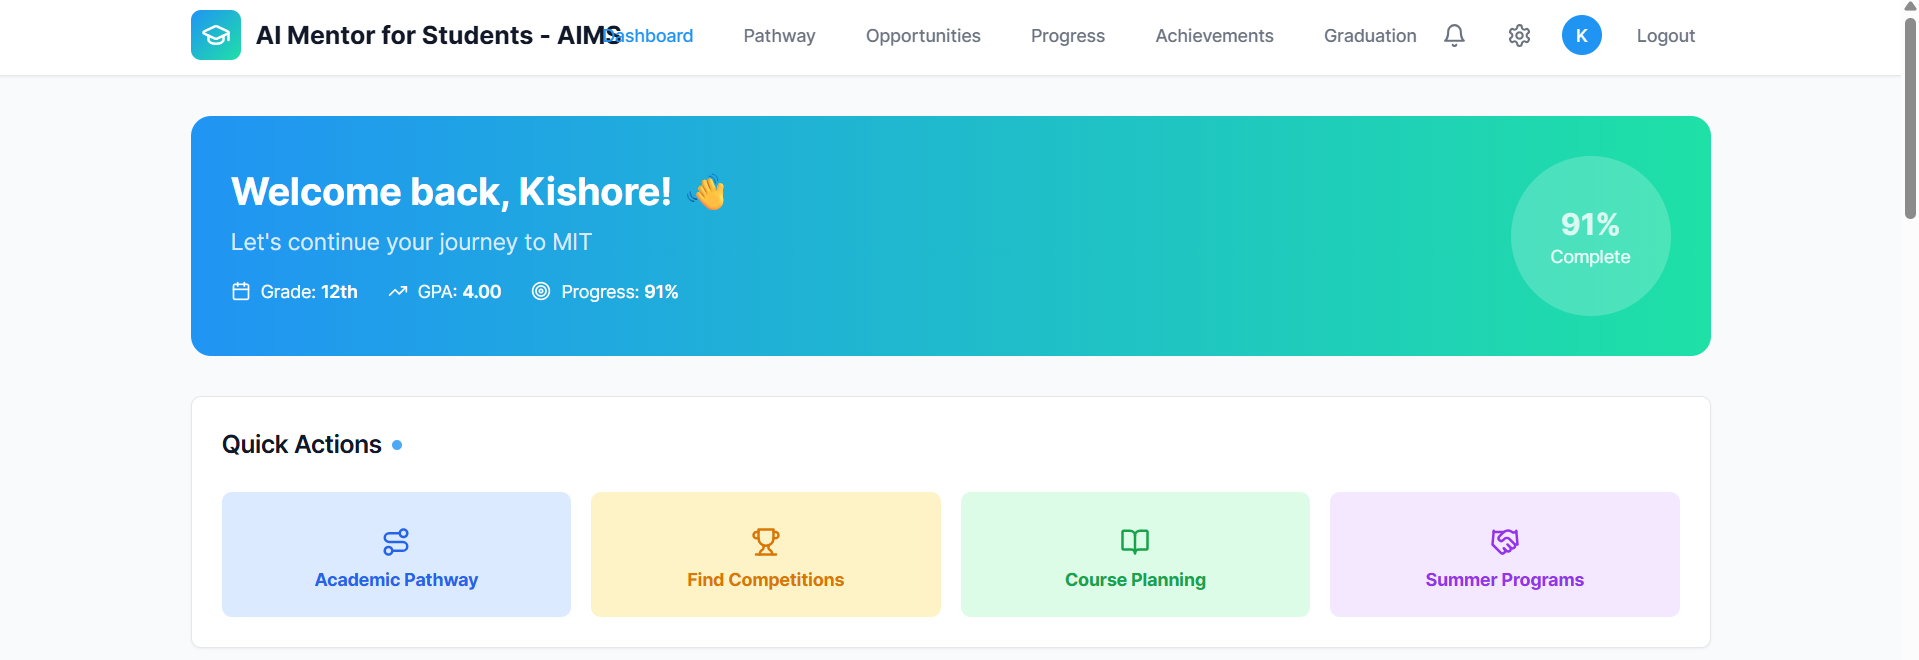 AI Mentor for Students - AIMS
Dashboard
Pathway
Opportunities
Progress
Achievements
Graduation
K
Logout
Welcome back, Kishore! 👋
Let's continue your journey to MIT
Grade: 12th
GPA: 4.00
Progress: 91%
91%
Complete
Quick Actions
Academic Pathway
Find Competitions
Course Planning
Summer Programs